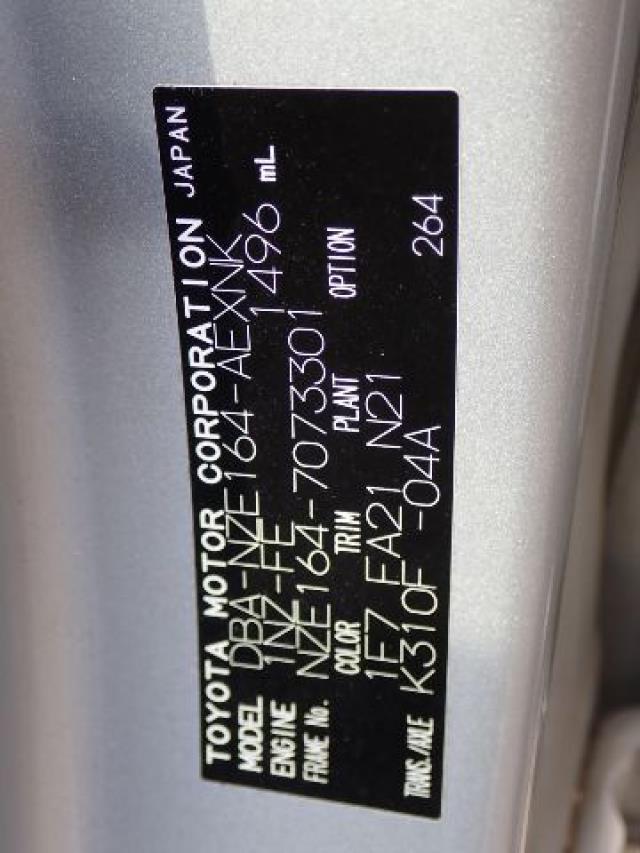 TOYOTA MOTOR CORPORATION JAPAN
MODEL DBA-NZE164-AEXNK
ENGINE 1NZ-FE 1496 mL
FRAME No. NZE164-7073301
COLOR TRIM PLANT OPTION
1F7 FA21 N21
TRANS./AXLE K310F -04A 264